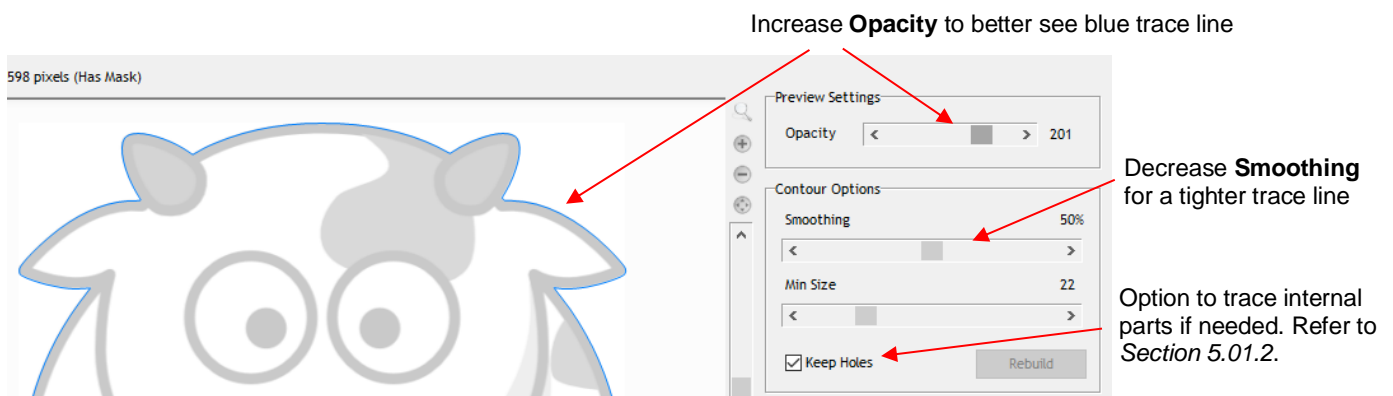 Increase Opacity to better see blue trace line
598 pixels (Has Mask)
Preview Settings
Opacity 201
Contour Options
Smoothing 50%
Min Size 22
Keep Holes Rebuild
Decrease Smoothing
for a tighter trace line
Option to trace internal
parts if needed. Refer to
Section 5.01.2.